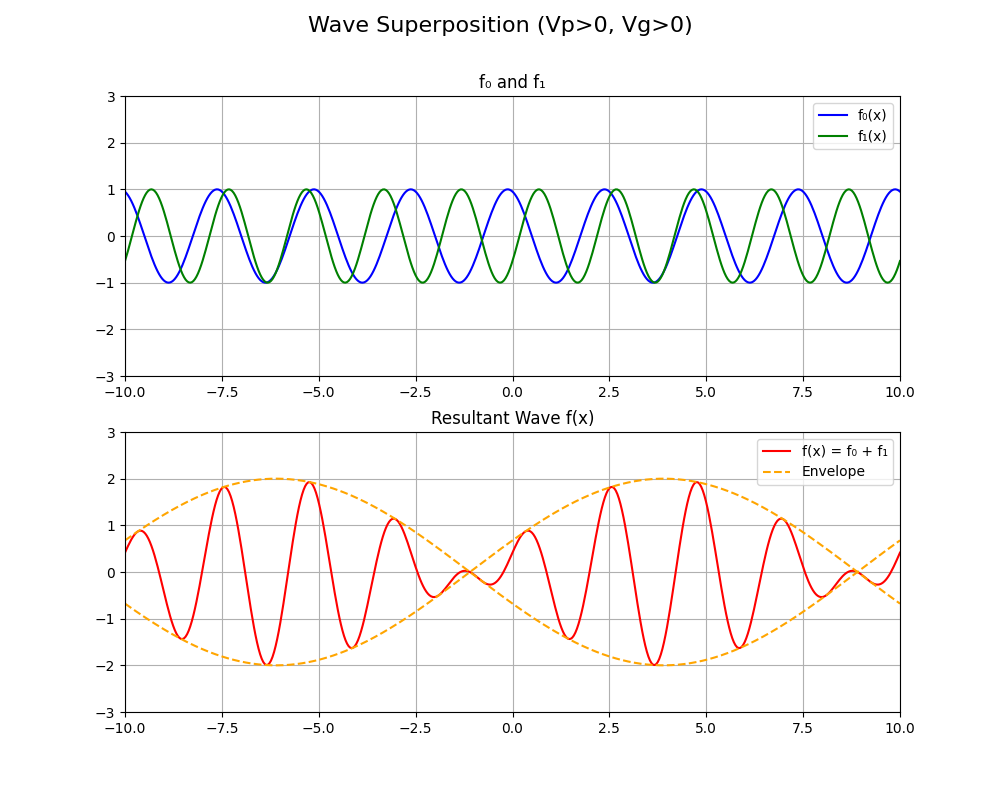 Wave Superposition (Vp>0, Vg>0)
f₀ and f₁
3
2
1
0
−1
−2
−3
f₀(x)
f₁(x)
−10.0 −7.5 −5.0 −2.5 0.0 2.5 5.0 7.5 10.0
Resultant Wave f(x)
3
2
1
0
−1
−2
−3
f(x) = f₀ + f₁
Envelope
−10.0 −7.5 −5.0 −2.5 0.0 2.5 5.0 7.5 10.0